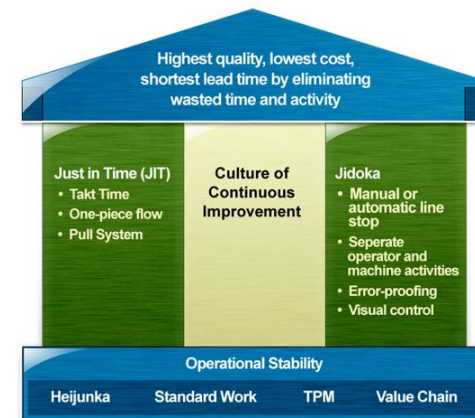 Highest quality, lowest cost,
shortest lead time by eliminating
wasted time and activity
Just in Time (JIT)
• Takt Time
• One-piece flow
• Pull System
Culture of
Continuous
Improvement
Jidoka
• Manual or
automatic line
stop
• Seperate
operator and
machine activities
• Error-proofing
• Visual control
Operational Stability
Heijunka Standard Work TPM Value Chain